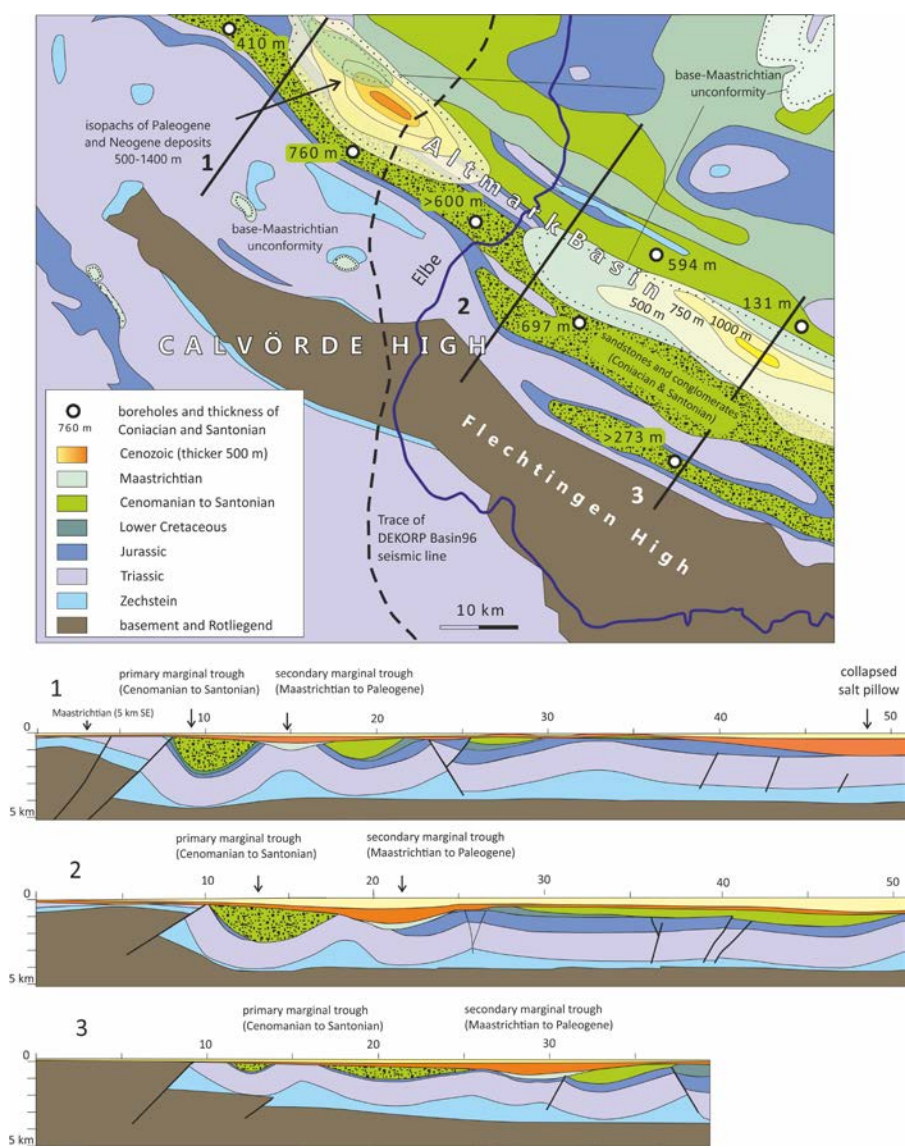 410 m
base-Maastrichtian
unconformity
isopachs of Paleogene
and Neogene deposits
500-1400 m
1
760 m
Altmark Basin
>600 m
base-Maastrichtian
unconformity
Elbe
594 m
2
131 m
500 m
750 m
1000 m
697 m
CALVÖRDE HIGH
sandstones and conglomerates
(Coniacian & Santonian)
>273 m
3
Flechtingen High
Trace of
DEKORP Basin96
seismic line
10 km
boreholes and thickness of
760 m
Coniacian and Santonian
Cenozoic (thicker 500 m)
Maastrichtian
Cenomanian to Santonian
Lower Cretaceous
Jurassic
Triassic
Zechstein
basement and Rotliegend
1
primary marginal trough
(Cenomanian to Santonian)
secondary marginal trough
(Maastrichtian to Paleogene)
collapsed
salt pillow
Maastrichtian (5 km SE)
0
10
20
30
40
50
5 km
2
primary marginal trough
(Cenomanian to Santonian)
secondary marginal trough
(Maastrichtian to Paleogene)
0
10
20
30
40
50
5 km
3
primary marginal trough
(Cenomanian to Santonian)
secondary marginal trough
(Maastrichtian to Paleogene)
0
10
20
30
5 km